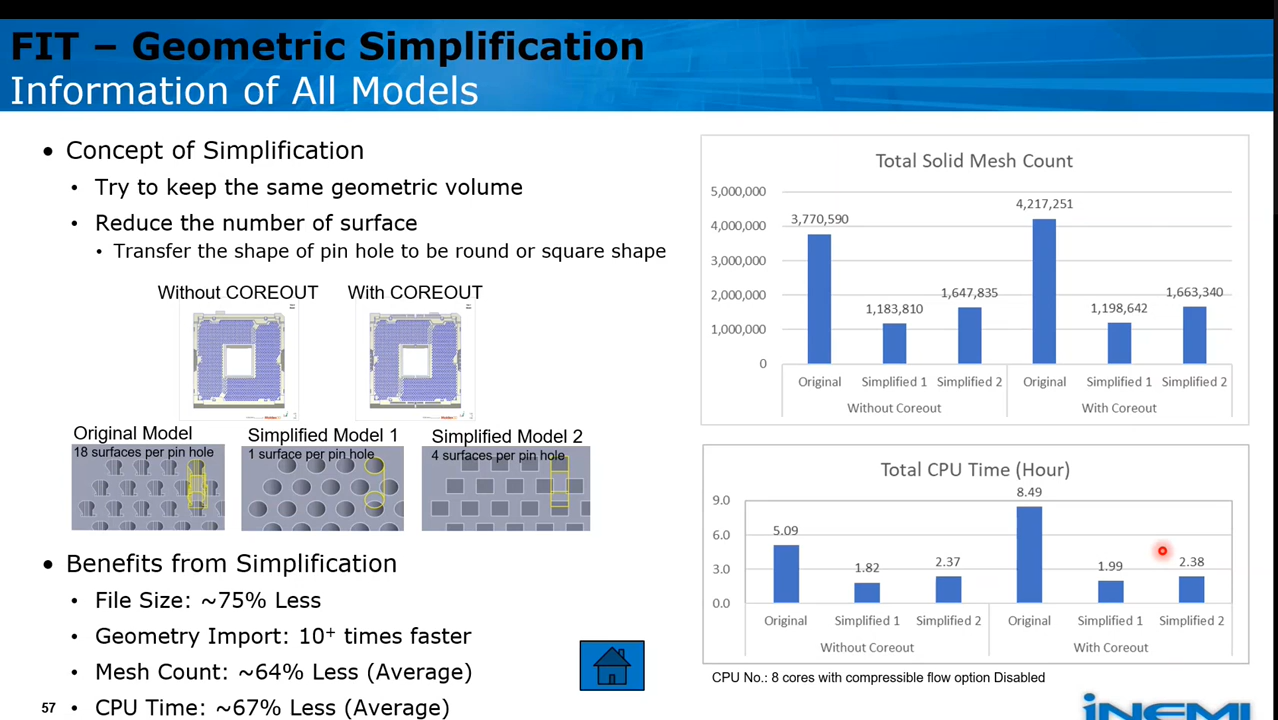 FIT – Geometric Simplification
Information of All Models
• Concept of Simplification
• Try to keep the same geometric volume
• Reduce the number of surface
• Transfer the shape of pin hole to be round or square shape
Without COREOUT
With COREOUT
Original Model
18 surfaces per pin hole
Simplified Model 1
1 surface per pin hole
Simplified Model 2
4 surfaces per pin hole
• Benefits from Simplification
• File Size: ~75% Less
• Geometry Import: 10⁺ times faster
• Mesh Count: ~64% Less (Average)
• CPU Time: ~67% Less (Average)
57
Total Solid Mesh Count
5,000,000
4,000,000
3,000,000
2,000,000
1,000,000
0
3,770,590
1,183,810
1,647,835
4,217,251
1,198,642
1,663,340
Original
Simplified 1
Simplified 2
Original
Simplified 1
Simplified 2
Without Coreout
With Coreout
Total CPU Time (Hour)
9.0
6.0
3.0
0.0
5.09
1.82
2.37
8.49
1.99
2.38
Original
Simplified 1
Simplified 2
Original
Simplified 1
Simplified 2
Without Coreout
With Coreout
CPU No.: 8 cores with compressible flow option Disabled
iNEMI